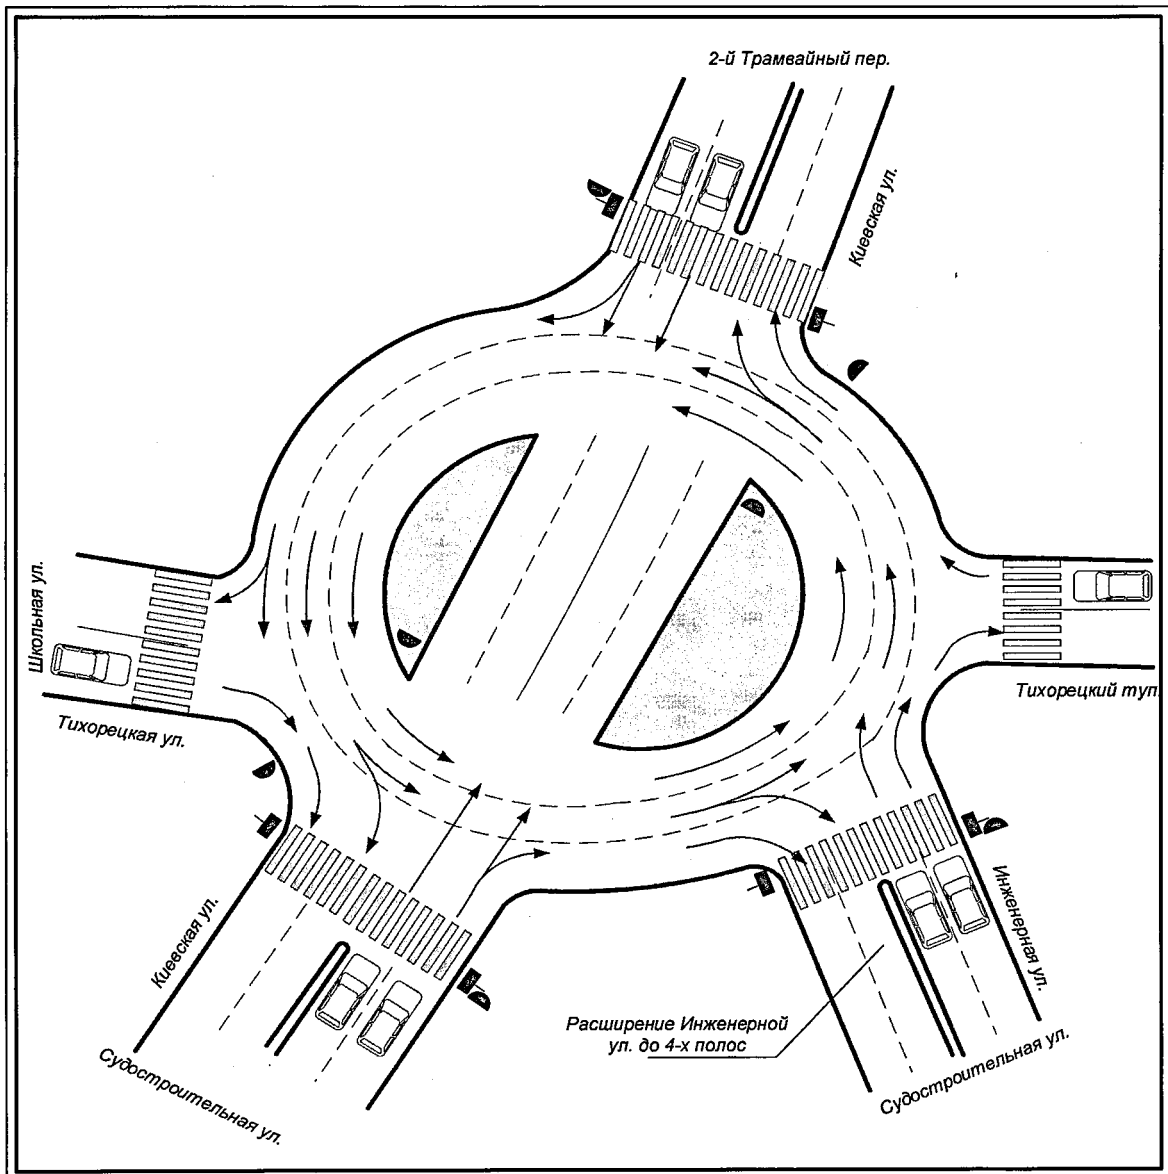 2-й Трамвайный пер.
Киевская ул.
Школьная ул.
Тихорецкая ул.
Тихорецкий туп.
Киевская ул.
Инженерная ул.
Расширение Инженерной
ул. до 4-х полос
Судостроительная ул.
Судостроительная ул.